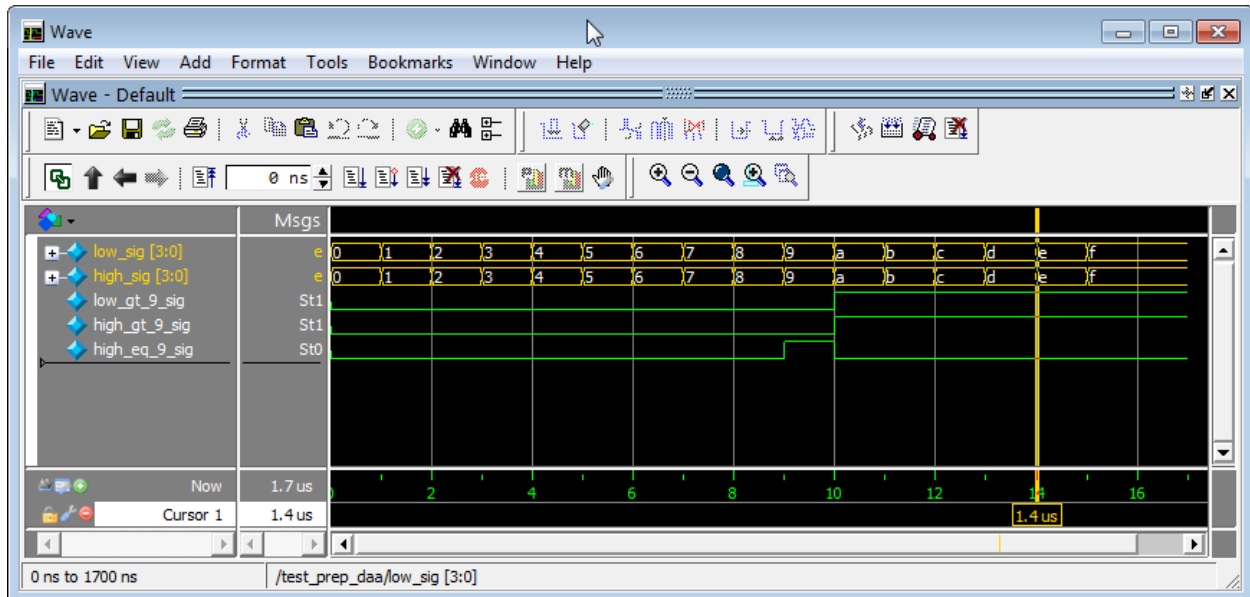 Wave
File Edit View Add Format Tools Bookmarks Window Help
Wave - Default
0 ns
Msgs
low_sig [3:0] e 0 1 2 3 4 5 6 7 8 9 a b c d e f
high_sig [3:0] e 0 1 2 3 4 5 6 7 8 9 a b c d e f
low_gt_9_sig St1
high_gt_9_sig St1
high_eq_9_sig St0
Now 1.7 us 2 4 6 8 10 12 14 16
Cursor 1 1.4 us 1.4 us
0 ns to 1700 ns /test_prep_daa/low_sig [3:0]